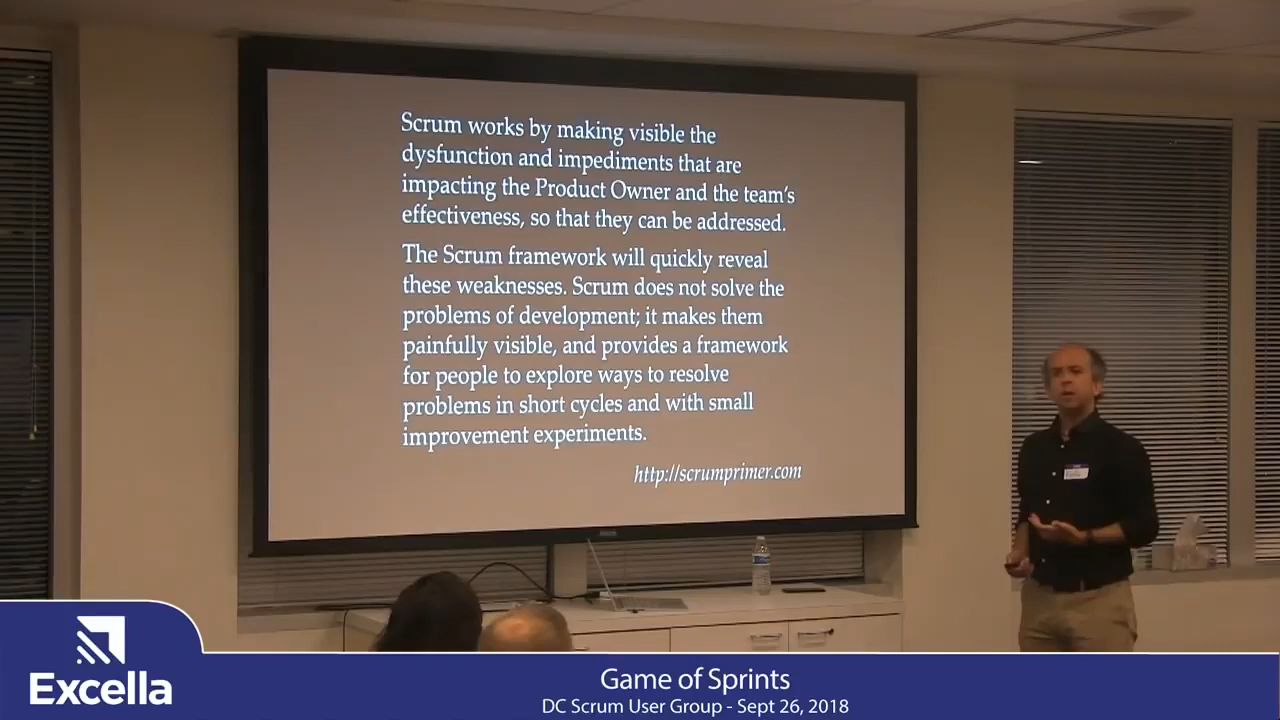 Scrum works by making visible the
dysfunction and impediments that are
impacting the Product Owner and the team's
effectiveness, so that they can be addressed.
The Scrum framework will quickly reveal
these weaknesses. Scrum does not solve the
problems of development; it makes them
painfully visible, and provides a framework
for people to explore ways to resolve
problems in short cycles and with small
improvement experiments.
http://scrumprimer.com
Excella
Game of Sprints
DC Scrum User Group - Sept 26, 2018